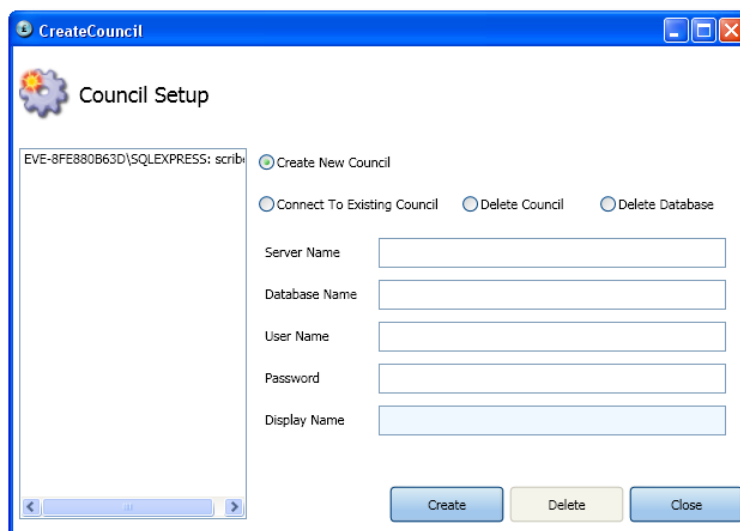 CreateCouncil
Council Setup
EVE-8FE880B63D\SQLEXPRESS: scribe
Create New Council
Connect To Existing Council Delete Council Delete Database
Server Name
Database Name
User Name
Password
Display Name
Create Delete Close